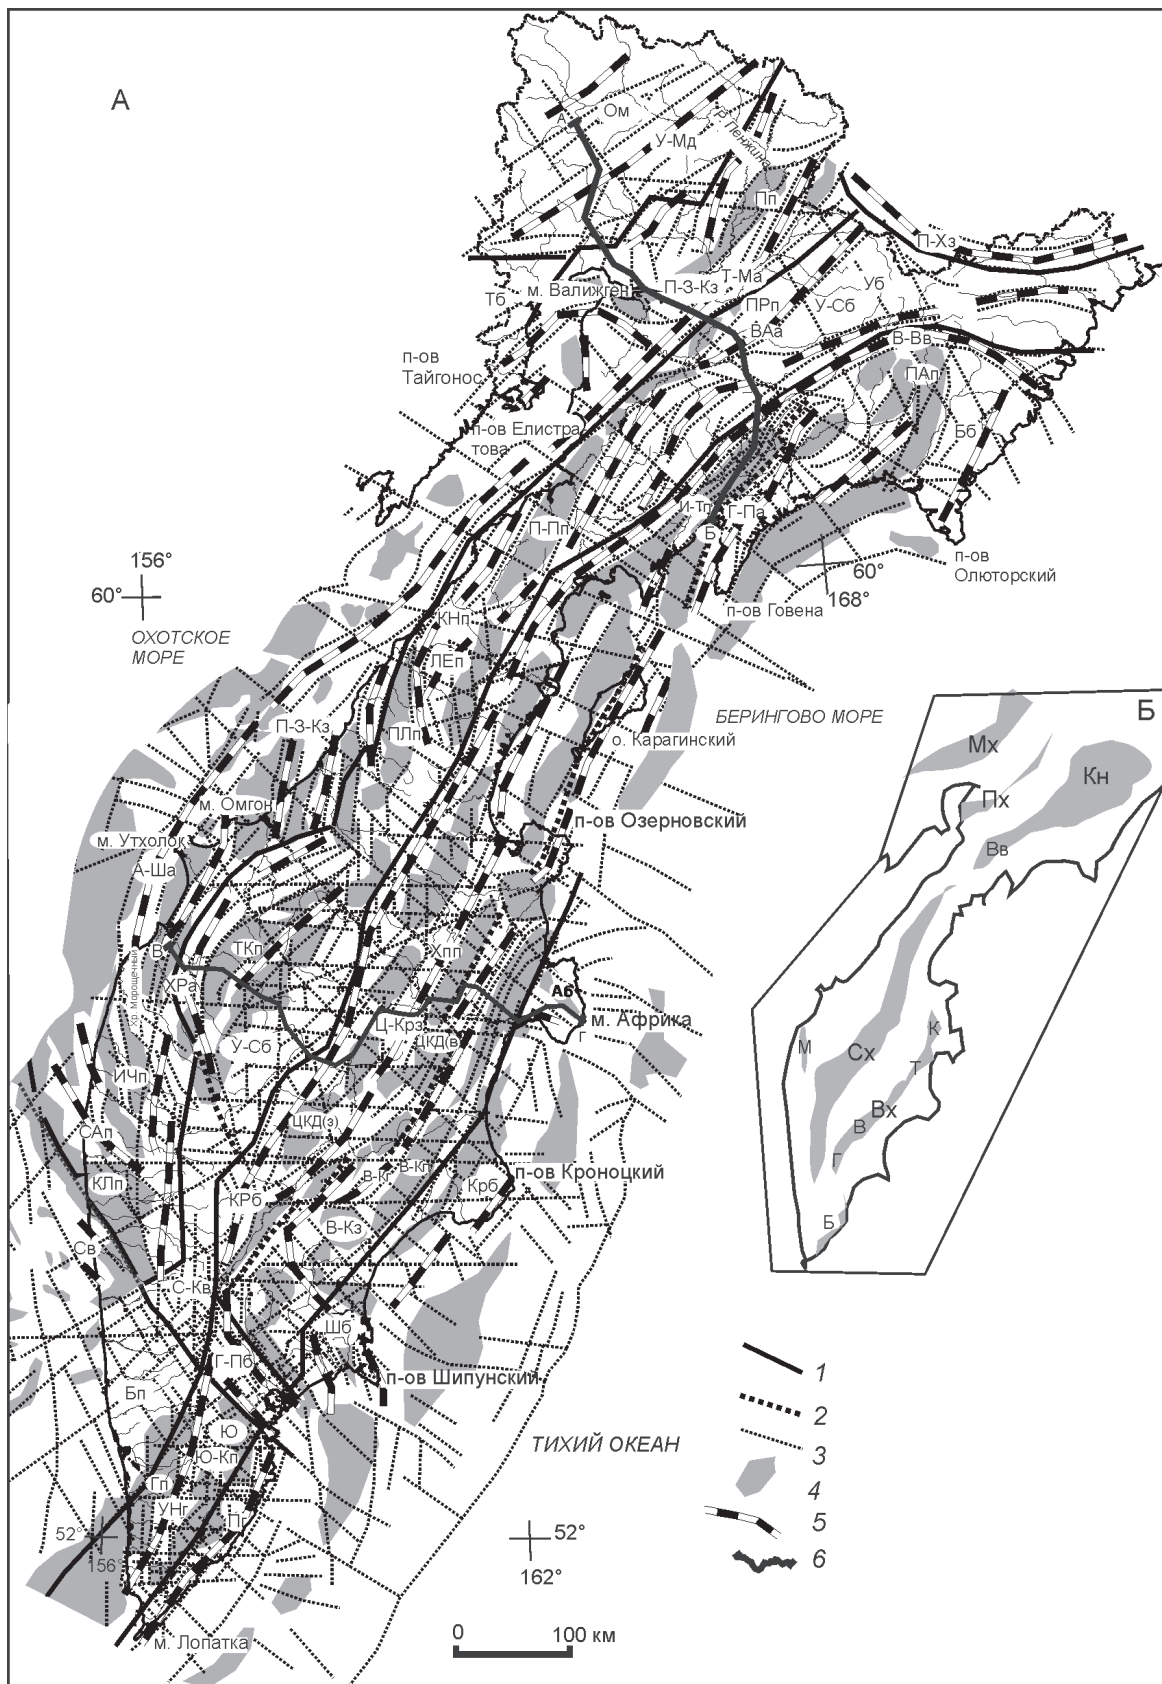 А
Ом
А
У-Мд
р. Пенжина
Пп
П-Хз
Т-Ма
м. Валижген
П-З-Кз
Уб
Тб
ПРп
У-Сб
ВАа
В-Вв
п-ов
Тайгонос
ПАп
п-ов Елистра
това
Бб
И-Тп
Г-Па
П-Пп
Б
156°
60°
п-ов
Олюторский
60°
168°
п-ов Говена
КНп
ОХОТСКОЕ
МОРЕ
ЛЕп
П-З-Кз
БЕРИНГОВО МОРЕ
Б
ПЛп
о. Карагинский
Мх
Кн
м. Омгон
Пх
п-ов Озерновский
м. Утхолок
Вв
А-Ша
В
ТКп
Хпп
Хр. Морошечный
ХРа
Аб
м. Африка
Ц-Крз
Г
К
У-Сб
ЦКД(в)
М
Сх
Т
ИЧп
ЦКД(з)
Вх
САп
В
В-Кг
В-Кп
п-ов Кроноцкий
КЛп
КРб
Крб
Г
В-Кз
Б
Св
С-Кв
Шб
Г-Пб
1
п-ов Шипунский
Бп
2
Ю
ТИХИЙ ОКЕАН
3
Ю-Кп
Гп
4
УНг
Пг
5
52°
52°
156°
6
162°
0
100 км
м. Лопатка